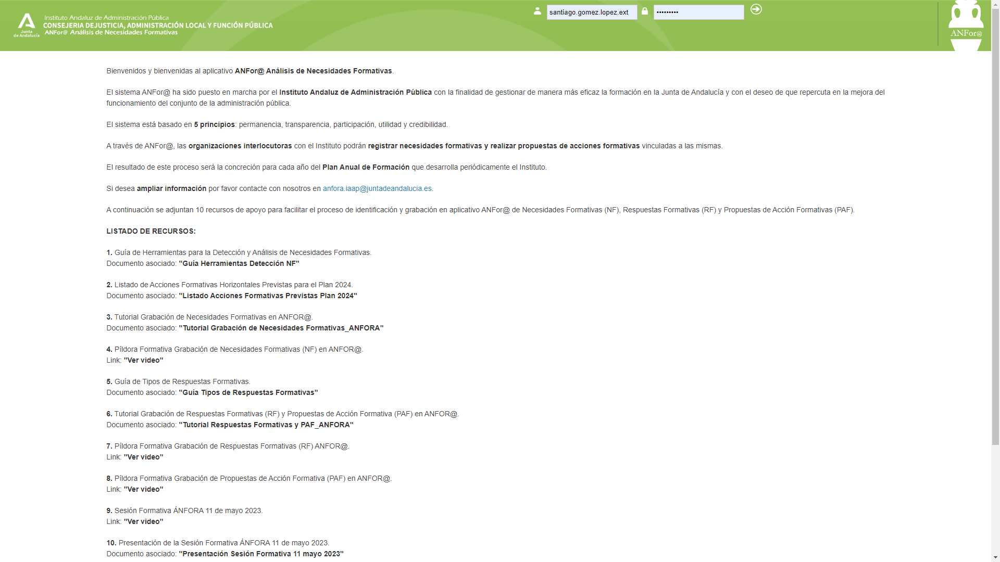 Junta
de Andalucía
Instituto Andaluz de Administración Pública
CONSEJERIA DEJUSTICIA, ADMINISTRACIÓN LOCAL Y FUNCIÓN PÚBLICA
ANFor@ Análisis de Necesidades Formativas
santiago.gomez.lopez.ext
•••••••••
ANFor@
Bienvenidos y bienvenidas al aplicativo ANFor@ Análisis de Necesidades Formativas.
El sistema ANFor@ ha sido puesto en marcha por el Instituto Andaluz de Administración Pública con la finalidad de gestionar de manera más eficaz la formación en la Junta de Andalucía y con el deseo de que repercuta en la mejora del
funcionamiento del conjunto de la administración pública.
El sistema está basado en 5 principios: permanencia, transparencia, participación, utilidad y credibilidad.
A través de ANFor@, las organizaciones interlocutoras con el Instituto podrán registrar necesidades formativas y realizar propuestas de acciones formativas vinculadas a las mismas.
El resultado de este proceso será la concreción para cada año del Plan Anual de Formación que desarrolla periódicamente el Instituto.
Si desea ampliar información por favor contacte con nosotros en anfora.iaap@juntadeandalucia.es.
A continuación se adjuntan 10 recursos de apoyo para facilitar el proceso de identificación y grabación en aplicativo ANFor@ de Necesidades Formativas (NF), Respuestas Formativas (RF) y Propuestas de Acción Formativas (PAF).
LISTADO DE RECURSOS:
1. Guía de Herramientas para la Detección y Análisis de Necesidades Formativas.
Documento asociado: "Guía Herramientas Detección NF"
2. Listado de Acciones Formativas Horizontales Previstas para el Plan 2024.
Documento asociado: "Listado Acciones Formativas Previstas Plan 2024"
3. Tutorial Grabación de Necesidades Formativas en ANFOR@.
Documento asociado: "Tutorial Grabación de Necesidades Formativas_ANFORA"
4. Píldora Formativa Grabación de Necesidades Formativas (NF) en ANFOR@.
Link: "Ver video"
5. Guía de Tipos de Respuestas Formativas.
Documento asociado: "Guía Tipos de Respuestas Formativas"
6. Tutorial Grabación de Respuestas Formativas (RF) y Propuestas de Acción Formativa (PAF) en ANFOR@.
Documento asociado: "Tutorial Respuestas Formativas y PAF_ANFORA"
7. Píldora Formativa Grabación de Respuestas Formativas (RF) ANFOR@.
Link: "Ver video"
8. Píldora Formativa Grabación de Propuestas de Acción Formativa (PAF) en ANFOR@.
Link: "Ver video"
9. Sesión Formativa ÁNFORA 11 de mayo 2023.
Link: "Ver video"
10. Presentación de la Sesión Formativa ÁNFORA 11 de mayo 2023.
Documento asociado: "Presentación Sesión Formativa 11 mayo 2023"